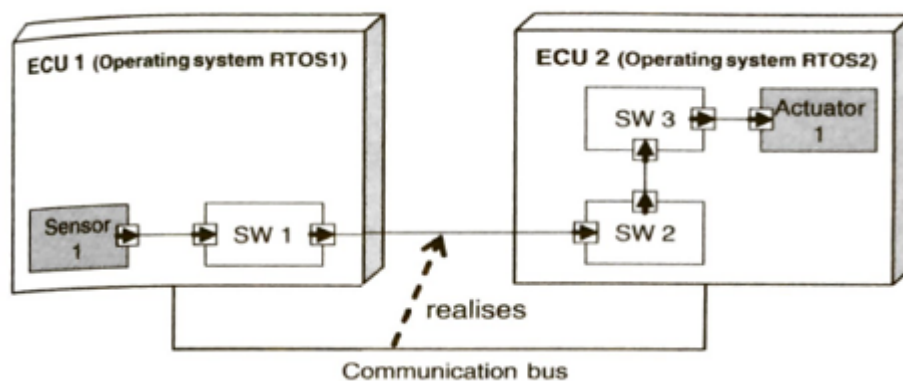 ECU 1 (Operating system RTOS1)
Sensor
1
SW 1
ECU 2 (Operating system RTOS2)
SW 3
Actuator
1
SW 2
realises
Communication bus